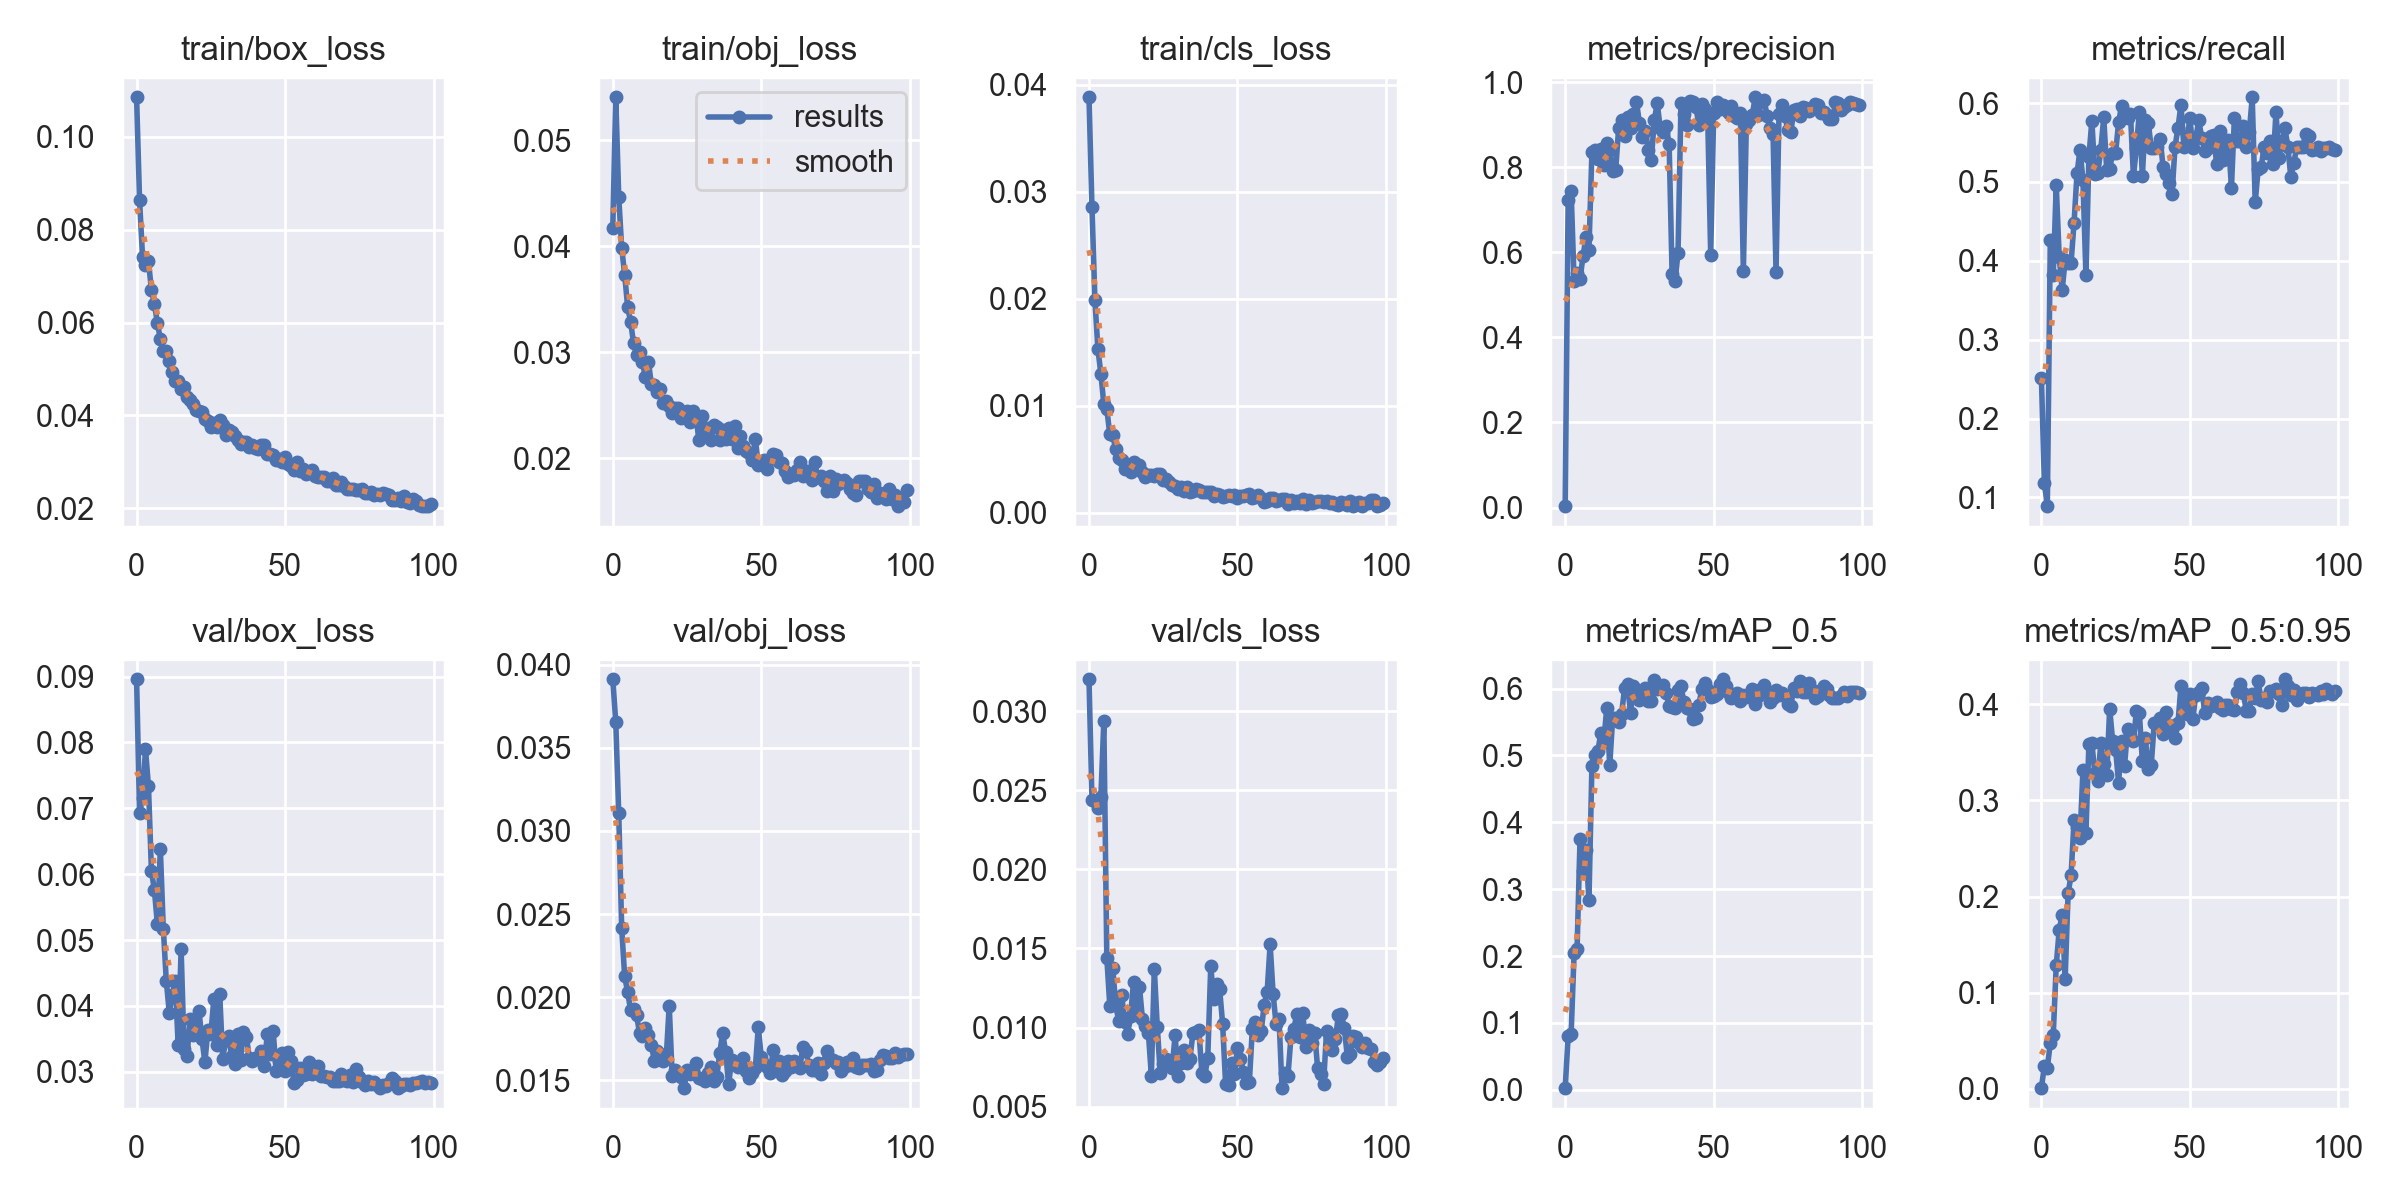 train/box_loss
train/obj_loss
train/cls_loss
metrics/precision
metrics/recall
0.10
0.08
0.06
0.04
0.02
0 50 100
results
smooth
0.05
0.04
0.03
0.02
0 50 100
0.04
0.03
0.02
0.01
0.00
0 50 100
1.0
0.8
0.6
0.4
0.2
0.0
0 50 100
0.6
0.5
0.4
0.3
0.2
0.1
0 50 100
val/box_loss
val/obj_loss
val/cls_loss
metrics/mAP_0.5
metrics/mAP_0.5:0.95
0.09
0.08
0.07
0.06
0.05
0.04
0.03
0 50 100
0.040
0.035
0.030
0.025
0.020
0.015
0 50 100
0.030
0.025
0.020
0.015
0.010
0.005
0 50 100
0.6
0.5
0.4
0.3
0.2
0.1
0.0
0 50 100
0.4
0.3
0.2
0.1
0.0
0 50 100